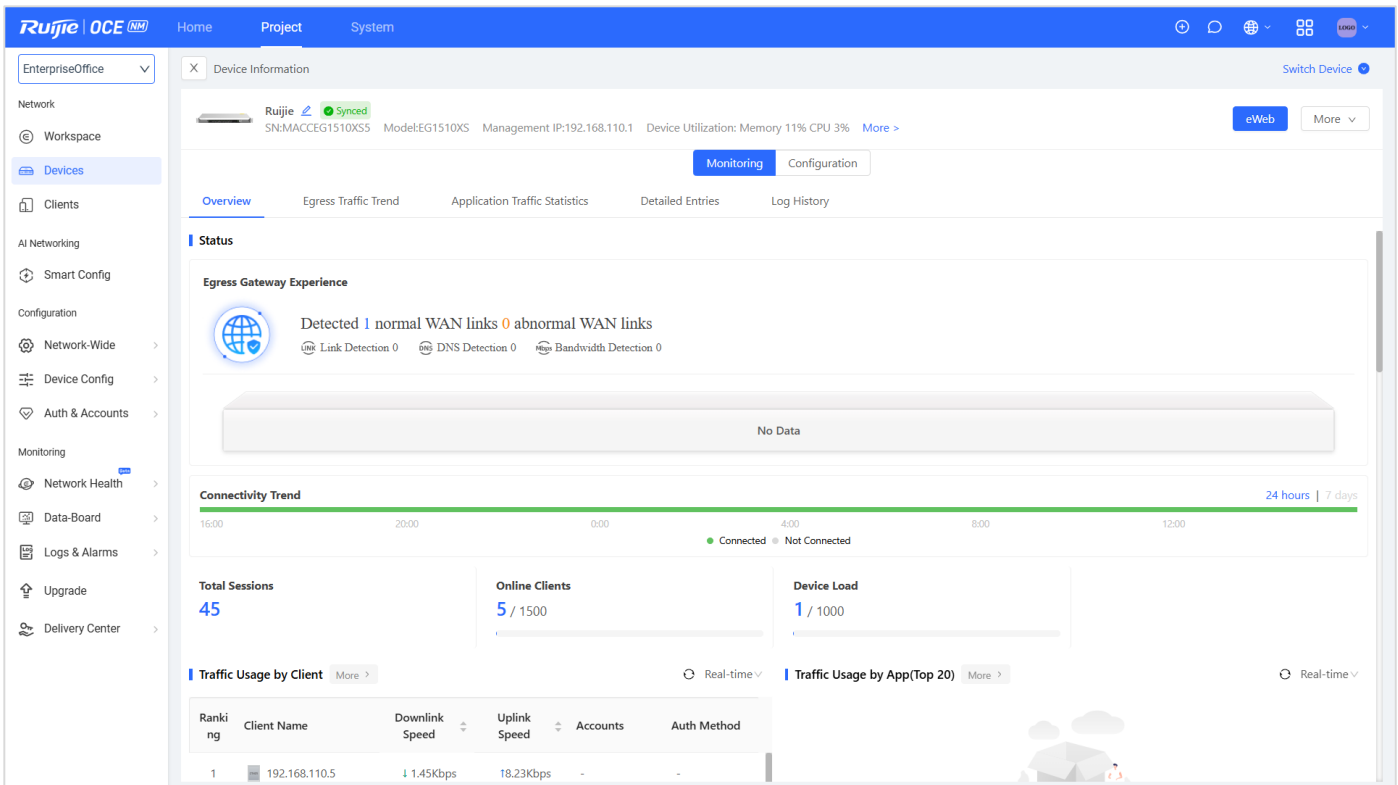 Ruijie | OCE NM Home Project System LOGO
EnterpriseOffice
X Device Information Switch Device
Network
Workspace
Devices
Clients
AI Networking
Smart Config
Configuration
Network-Wide
Device Config
Auth & Accounts
Monitoring
Beta
Network Health
Data-Board
Logs & Alarms
Upgrade
Delivery Center
Ruijie Synced
SN:MACCEG1510XS5 Model:EG1510XS Management IP:192.168.110.1 Device Utilization: Memory 11% CPU 3% More >
eWeb More
Monitoring Configuration
Overview Egress Traffic Trend Application Traffic Statistics Detailed Entries Log History
Status
Egress Gateway Experience
Detected 1 normal WAN links 0 abnormal WAN links
LINK Link Detection 0 DNS DNS Detection 0 Mbps Bandwidth Detection 0
No Data
Connectivity Trend 24 hours | 7 days
16:00 20:00 0:00 4:00 8:00 12:00
Connected Not Connected
Total Sessions Online Clients Device Load
45 5 / 1500 1 / 1000
Traffic Usage by Client More > Real-time Traffic Usage by App(Top 20) More > Real-time
Ranki
ng
Client Name
Downlink
Speed
Uplink
Speed
Accounts
Auth Method
1 192.168.110.5 ↓ 1.45Kbps ↑8.23Kbps - -